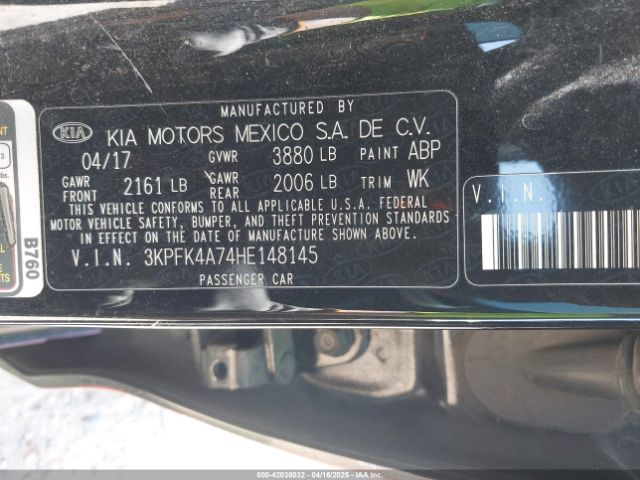 MANUFACTURED BY
KIA KIA MOTORS MEXICO S.A. DE C.V.
04/17 GVWR 3880 LB PAINT ABP
GAWR FRONT 2161 LB GAWR REAR 2006 LB TRIM WK
THIS VEHICLE CONFORMS TO ALL APPLICABLE U.S.A. FEDERAL
MOTOR VEHICLE SAFETY, BUMPER, AND THEFT PREVENTION STANDARDS
IN EFFECT ON THE DATE OF MANUFACTURE SHOWN ABOVE.
V.I.N. 3KPFK4A74HE148145
PASSENGER CAR
B760
V.I.N.
000-42038032 - 04/16/2025 - IAA Inc.